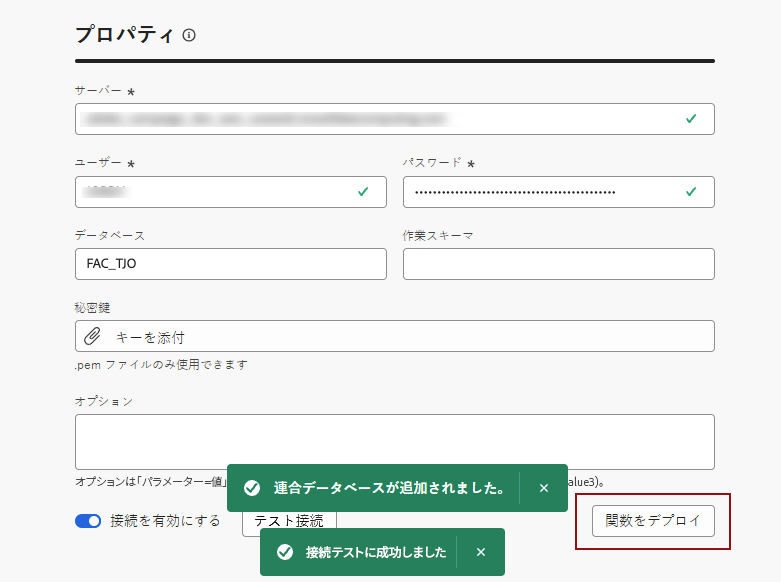 プロパティ
サーバー *
ユーザー * パスワード *
••••••••••••••••••••••••••••••••••••••••••••
データベース 作業スキーマ
FAC_TJO
秘密鍵
キーを添付
.pem ファイルのみ使用できます
オプション
オプションは「パラメーター=値」 alue3)。
連合データベースが追加されました。
接続を有効にする テスト接続 関数をデプロイ
接続テストに成功しました